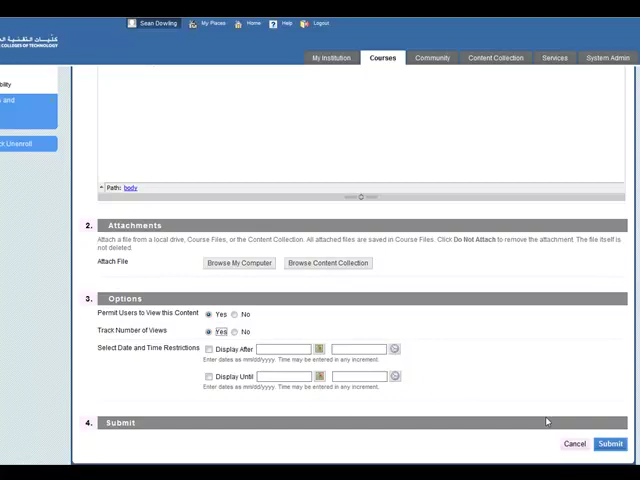 Sean Dowling My Places Home Help Logout
COLLEGES OF TECHNOLOGY
My Institution Courses Community Content Collection Services System Admin
s and
Unenroll
Path: body
2. Attachments
Attach a file from a local drive, Course Files, or the Content Collection. All attached files are saved in Course Files. Click Do Not Attach to remove the attachment. The file itself is
not deleted.
Attach File Browse My Computer Browse Content Collection
3. Options
Permit Users to View this Content Yes No
Track Number of Views Yes No
Select Date and Time Restrictions Display After
Enter dates as mm/dd/yyyy. Time may be entered in any increment.
Display Until
Enter dates as mm/dd/yyyy. Time may be entered in any increment.
4. Submit
Cancel Submit